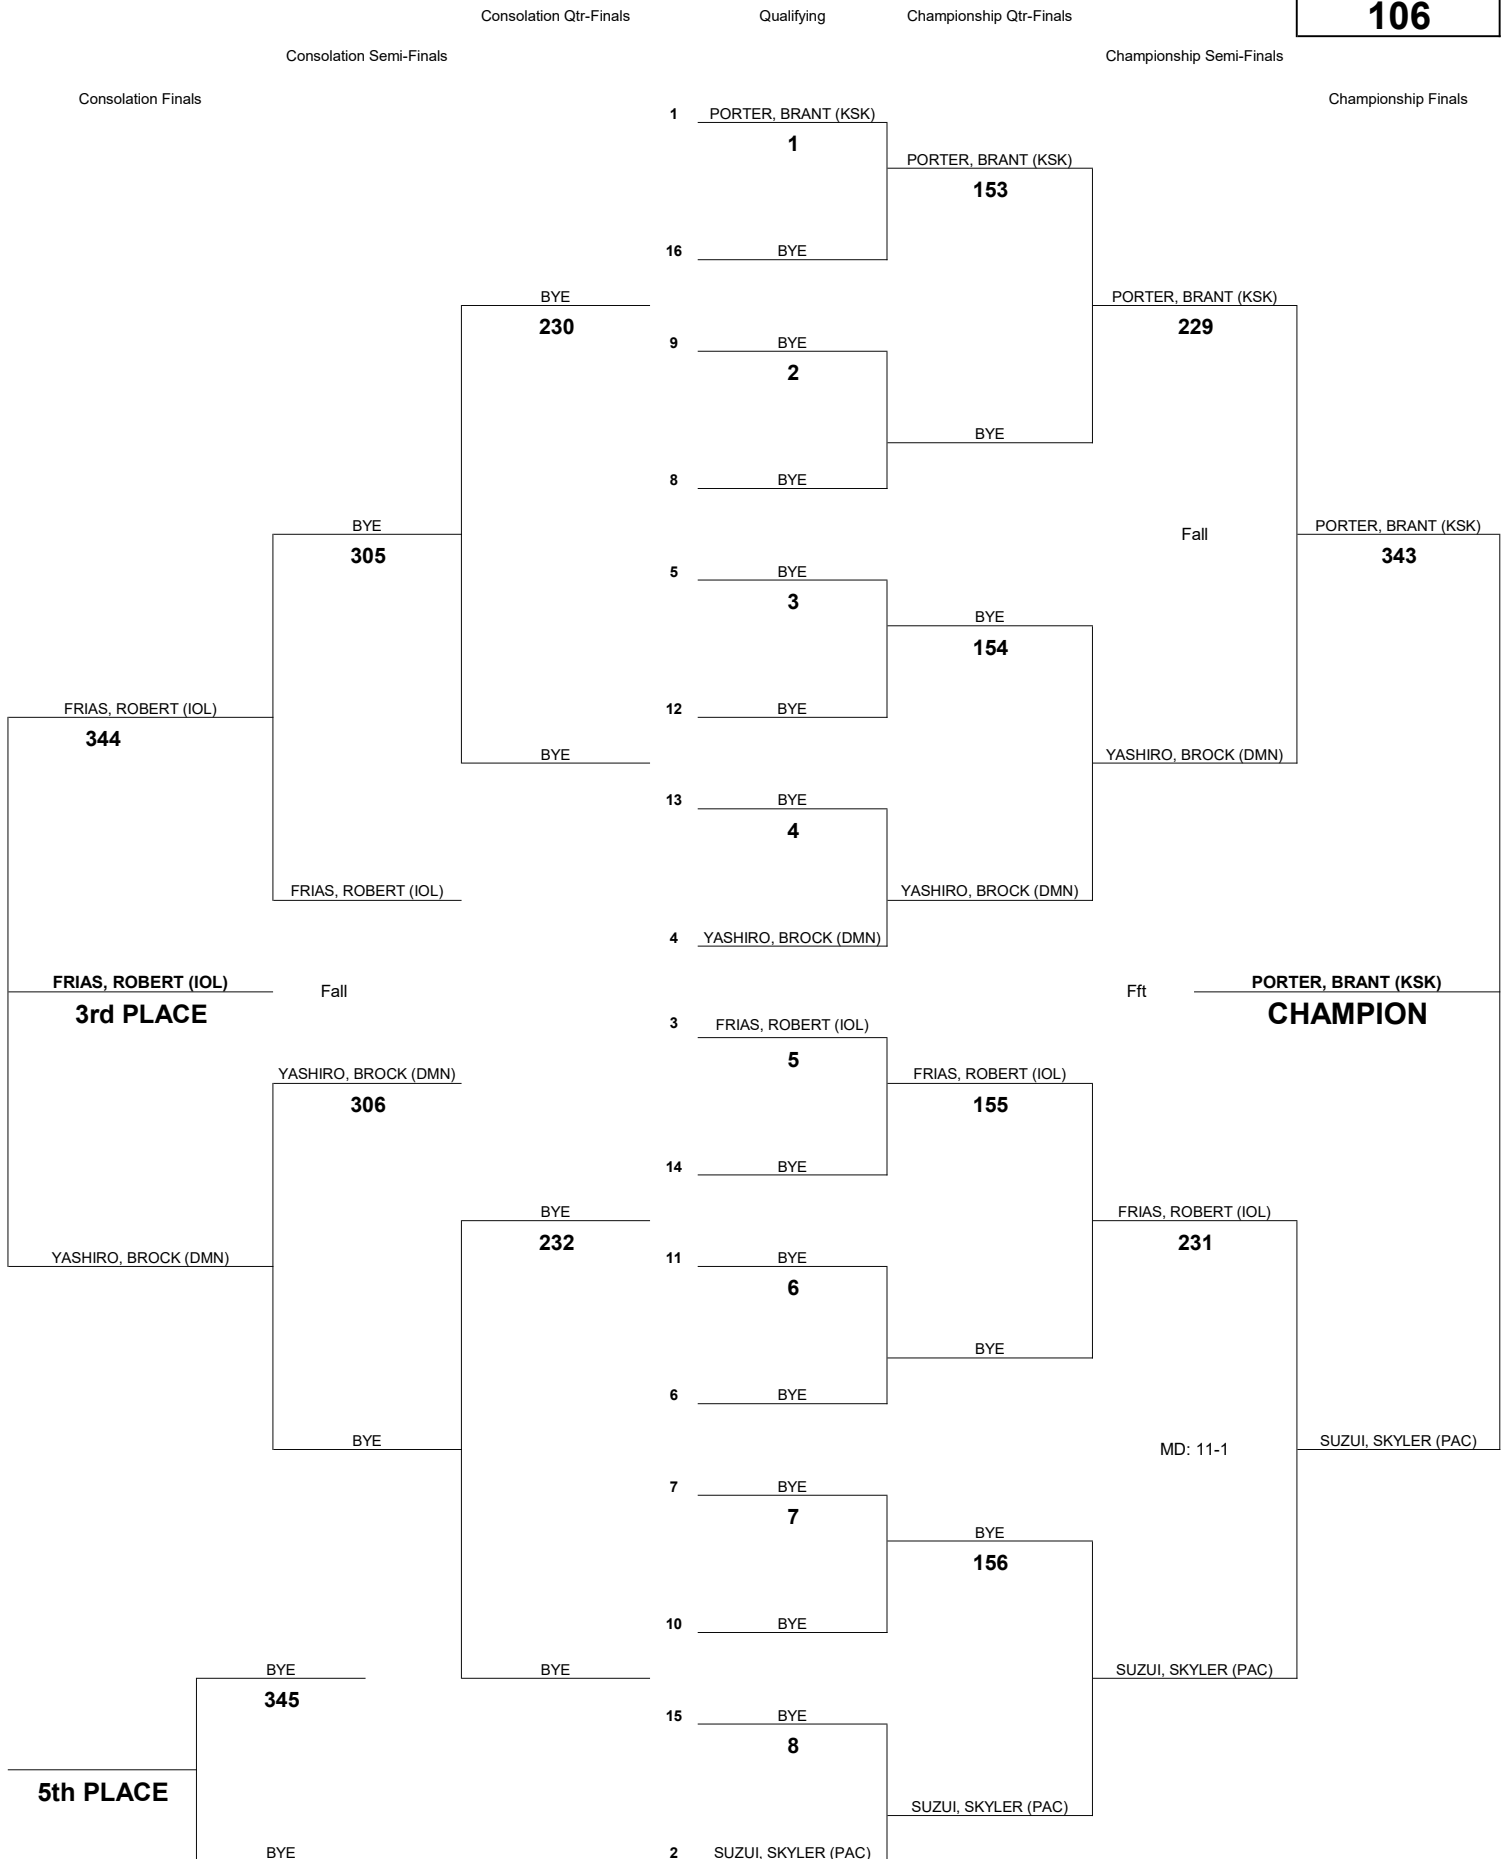 Consolation Qtr-Finals Qualifying Championship Qtr-Finals 106
Consolation Semi-Finals Championship Semi-Finals
Consolation Finals Championship Finals
1 PORTER, BRANT (KSK)
1
PORTER, BRANT (KSK)
153
16 BYE
BYE PORTER, BRANT (KSK)
230 229
9 BYE
2
BYE
8 BYE
BYE Fall PORTER, BRANT (KSK)
305 343
5 BYE
3
BYE
154
FRIAS, ROBERT (IOL) 12 BYE
344
BYE YASHIRO, BROCK (DMN)
13 BYE
4
FRIAS, ROBERT (IOL) YASHIRO, BROCK (DMN)
4 YASHIRO, BROCK (DMN)
FRIAS, ROBERT (IOL) Fall Fft PORTER, BRANT (KSK)
3rd PLACE CHAMPION
3 FRIAS, ROBERT (IOL)
5
YASHIRO, BROCK (DMN) FRIAS, ROBERT (IOL)
306 155
14 BYE
BYE FRIAS, ROBERT (IOL)
232 231
YASHIRO, BROCK (DMN) 11 BYE
6
BYE
6 BYE
BYE MD: 11-1 SUZUI, SKYLER (PAC)
7 BYE
7
BYE
156
10 BYE
BYE BYE SUZUI, SKYLER (PAC)
345
15 BYE
8
5th PLACE
SUZUI, SKYLER (PAC)
BYE 2 SUZUI, SKYLER (PAC)